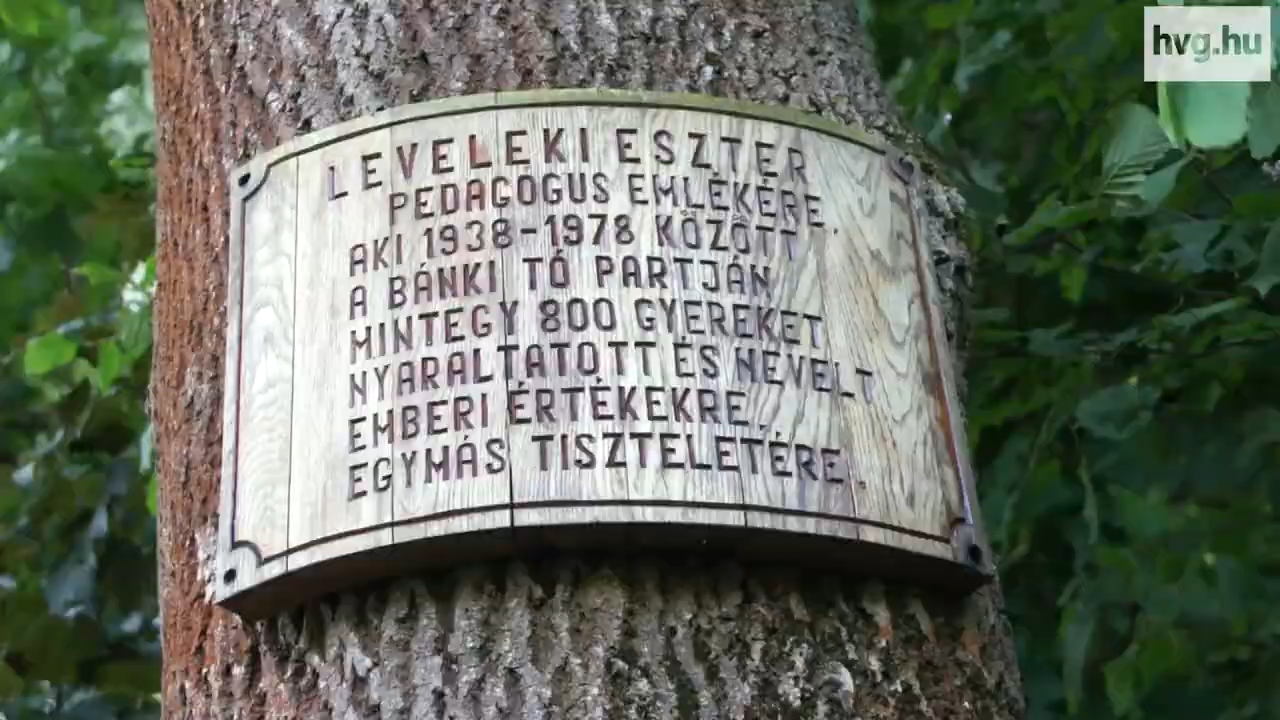 hvg.hu
LEVELEKI ESZTER
PEDAGÓGUS EMLÉKÉRE,
AKI 1938-1978 KÖZÖTT
A BÁNKI TÓ PARTJÁN
MINTEGY 800 GYEREKET
NYARALTATOTT ÉS NEVELT
EMBERI ÉRTÉKEKRE,
EGYMÁS TISZTELETÉRE.